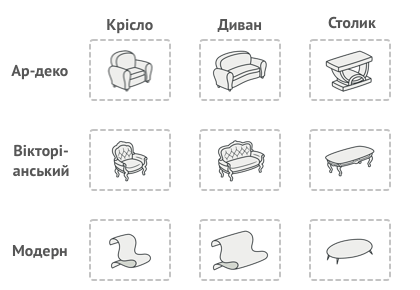 Крісло Диван Столик
Ар-деко
Вікторі-
анський
Модерн